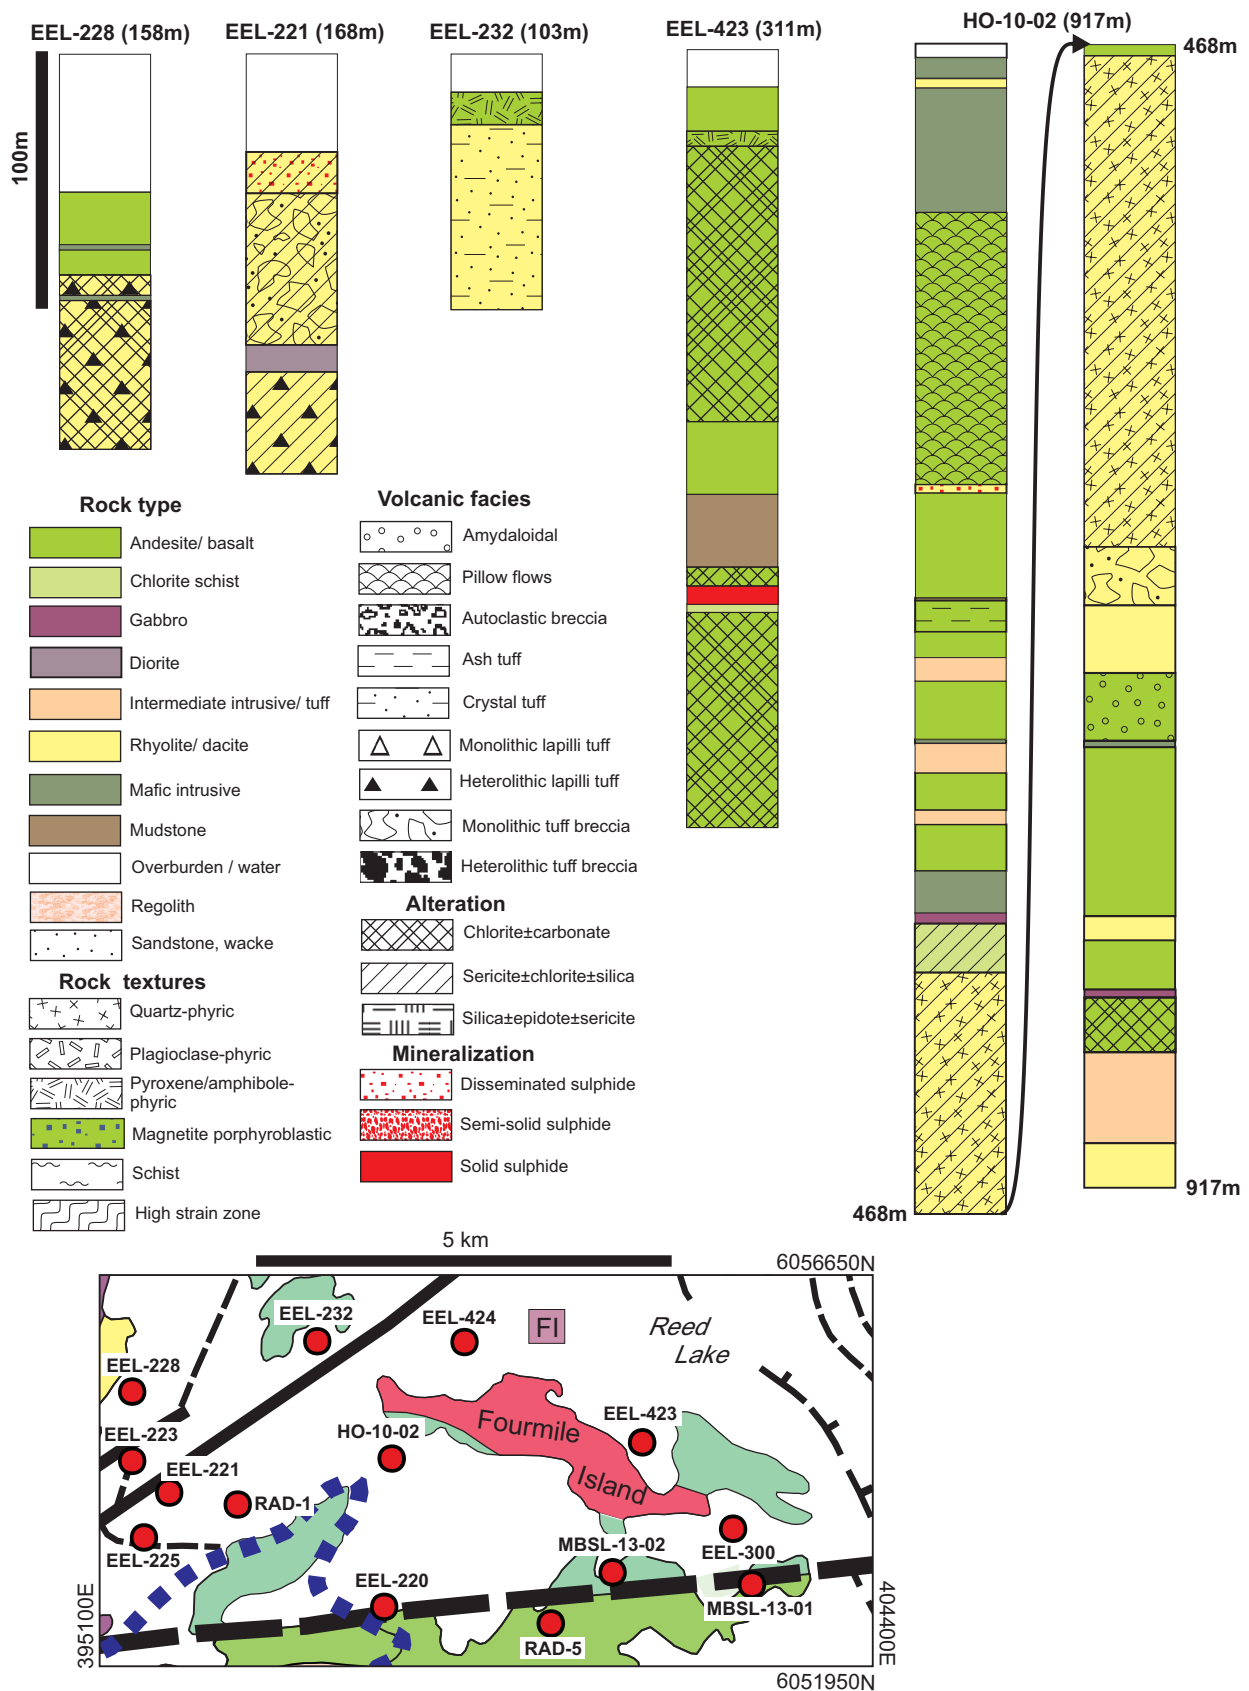 EEL-228 (158m)
EEL-221 (168m)
EEL-232 (103m)
EEL-423 (311m)
HO-10-02 (917m)
468m
100m
Rock type
Andesite/ basalt
Chlorite schist
Gabbro
Diorite
Intermediate intrusive/ tuff
Rhyolite/ dacite
Mafic intrusive
Mudstone
Overburden / water
Regolith
Sandstone, wacke
Rock textures
Quartz-phyric
Plagioclase-phyric
Pyroxene/amphibole-
phyric
Magnetite porphyroblastic
Schist
High strain zone
Volcanic facies
Amydaloidal
Pillow flows
Autoclastic breccia
Ash tuff
Crystal tuff
Monolithic lapilli tuff
Heterolithic lapilli tuff
Monolithic tuff breccia
Heterolithic tuff breccia
Alteration
Chlorite±carbonate
Sericite±chlorite±silica
Silica±epidote±sericite
Mineralization
Disseminated sulphide
Semi-solid sulphide
Solid sulphide
468m
917m
5 km
6056650N
EEL-232
EEL-424
FI
Reed
Lake
EEL-228
EEL-223
HO-10-02
Fourmile
Island
EEL-423
EEL-221
RAD-1
EEL-225
MBSL-13-02
EEL-300
EEL-220
MBSL-13-01
RAD-5
395100E
404400E
6051950N